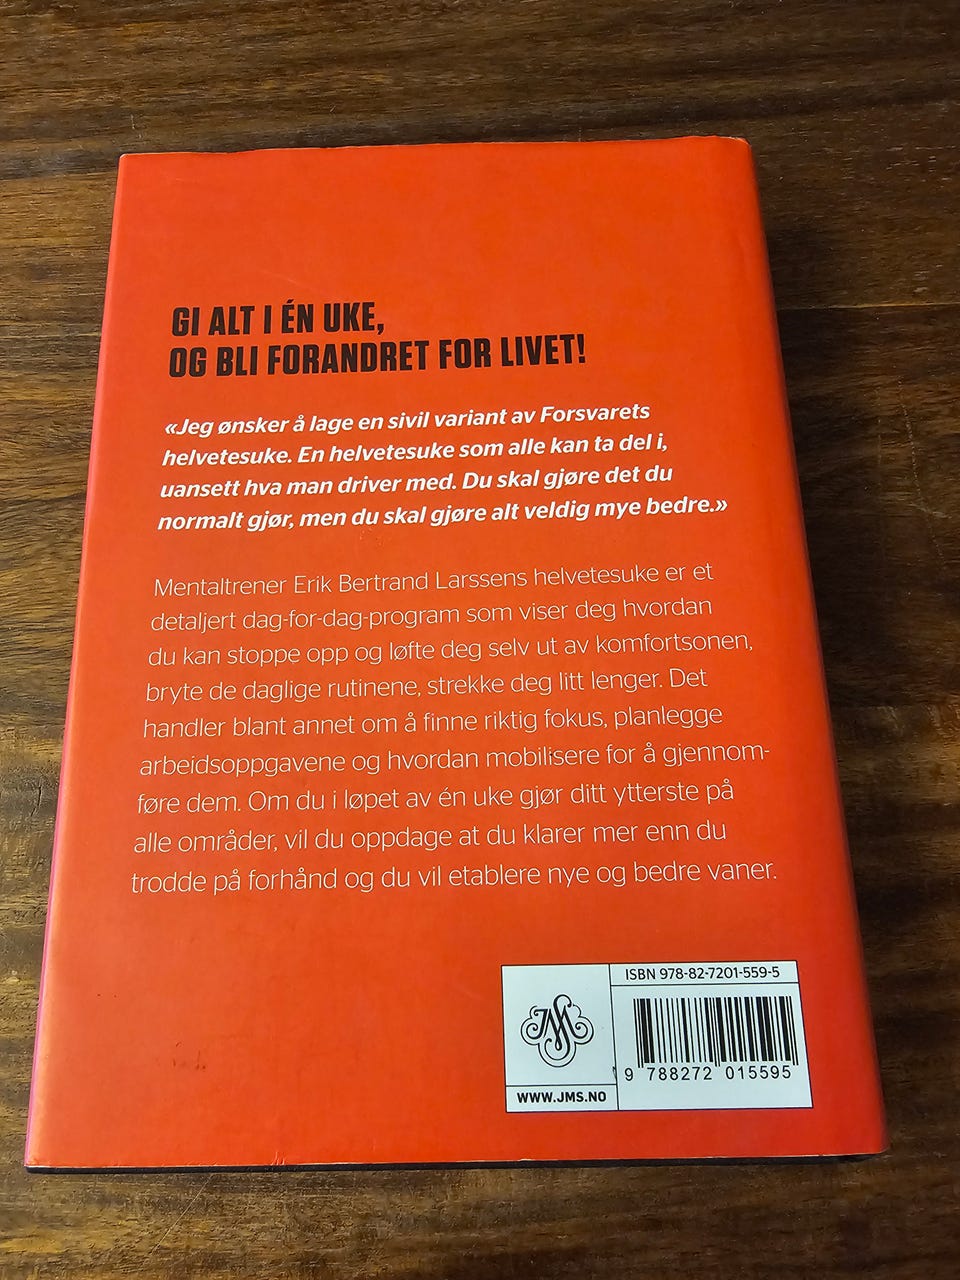 GI ALT I ÉN UKE,
OG BLI FORANDRET FOR LIVET!
«Jeg ønsker å lage en sivil variant av Forsvarets
helvetesuke. En helvetesuke som alle kan ta del i,
uansett hva man driver med. Du skal gjøre det du
normalt gjør, men du skal gjøre alt veldig mye bedre.»
Mentaltrener Erik Bertrand Larssens helvetesuke er et
detaljert dag-for-dag-program som viser deg hvordan
du kan stoppe opp og løfte deg selv ut av komfortsonen,
bryte de daglige rutinene, strekke deg litt lenger. Det
handler blant annet om å finne riktig fokus, planlegge
arbeidsoppgavene og hvordan mobilisere for å gjennom-
føre dem. Om du i løpet av én uke gjør ditt ytterste på
alle områder, vil du oppdage at du klarer mer enn du
trodde på forhånd og du vil etablere nye og bedre vaner.
ISBN 978-82-7201-559-5
JMS
9 788272 015595
WWW.JMS.NO